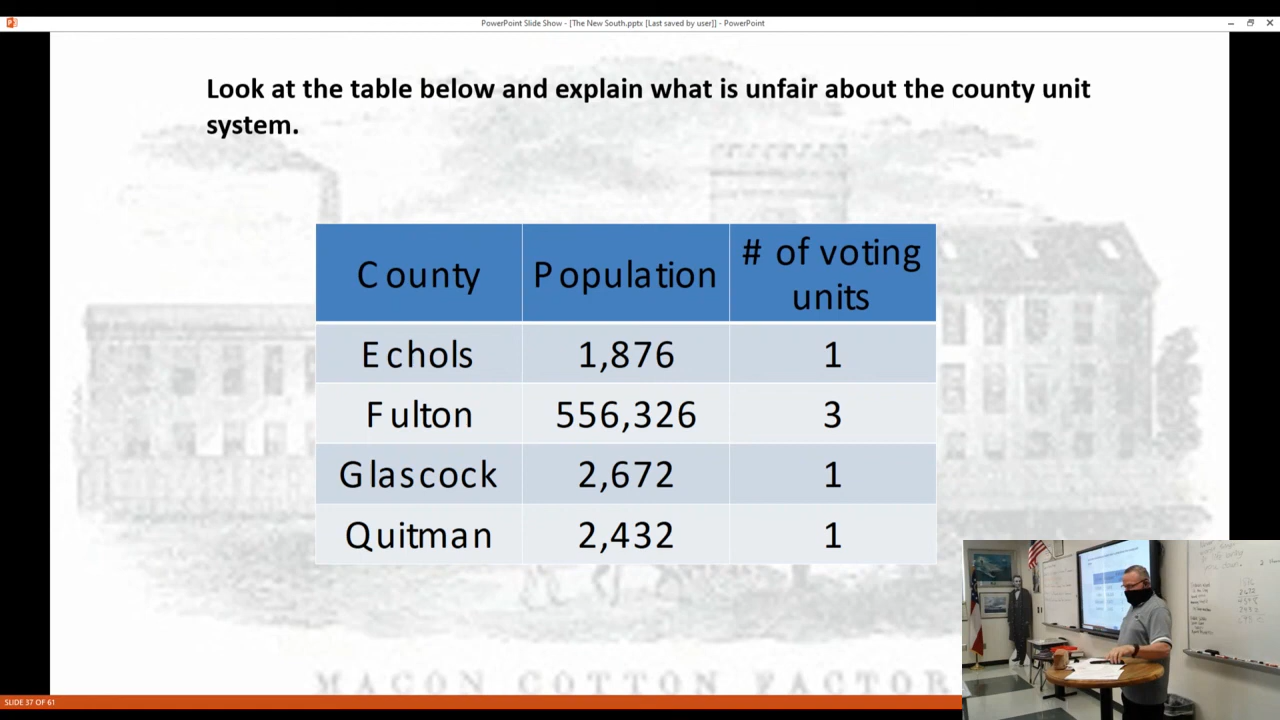 PowerPoint Slide Show - [The New South.pptx [Last saved by user]] - PowerPoint
Look at the table below and explain what is unfair about the county unit
system.
County Population # of voting
units
Echols 1,876 1
Fulton 556,326 3
Glascock 2,672 1
Quitman 2,432 1
COTTON FACTOR
SLIDE 37 OF 61